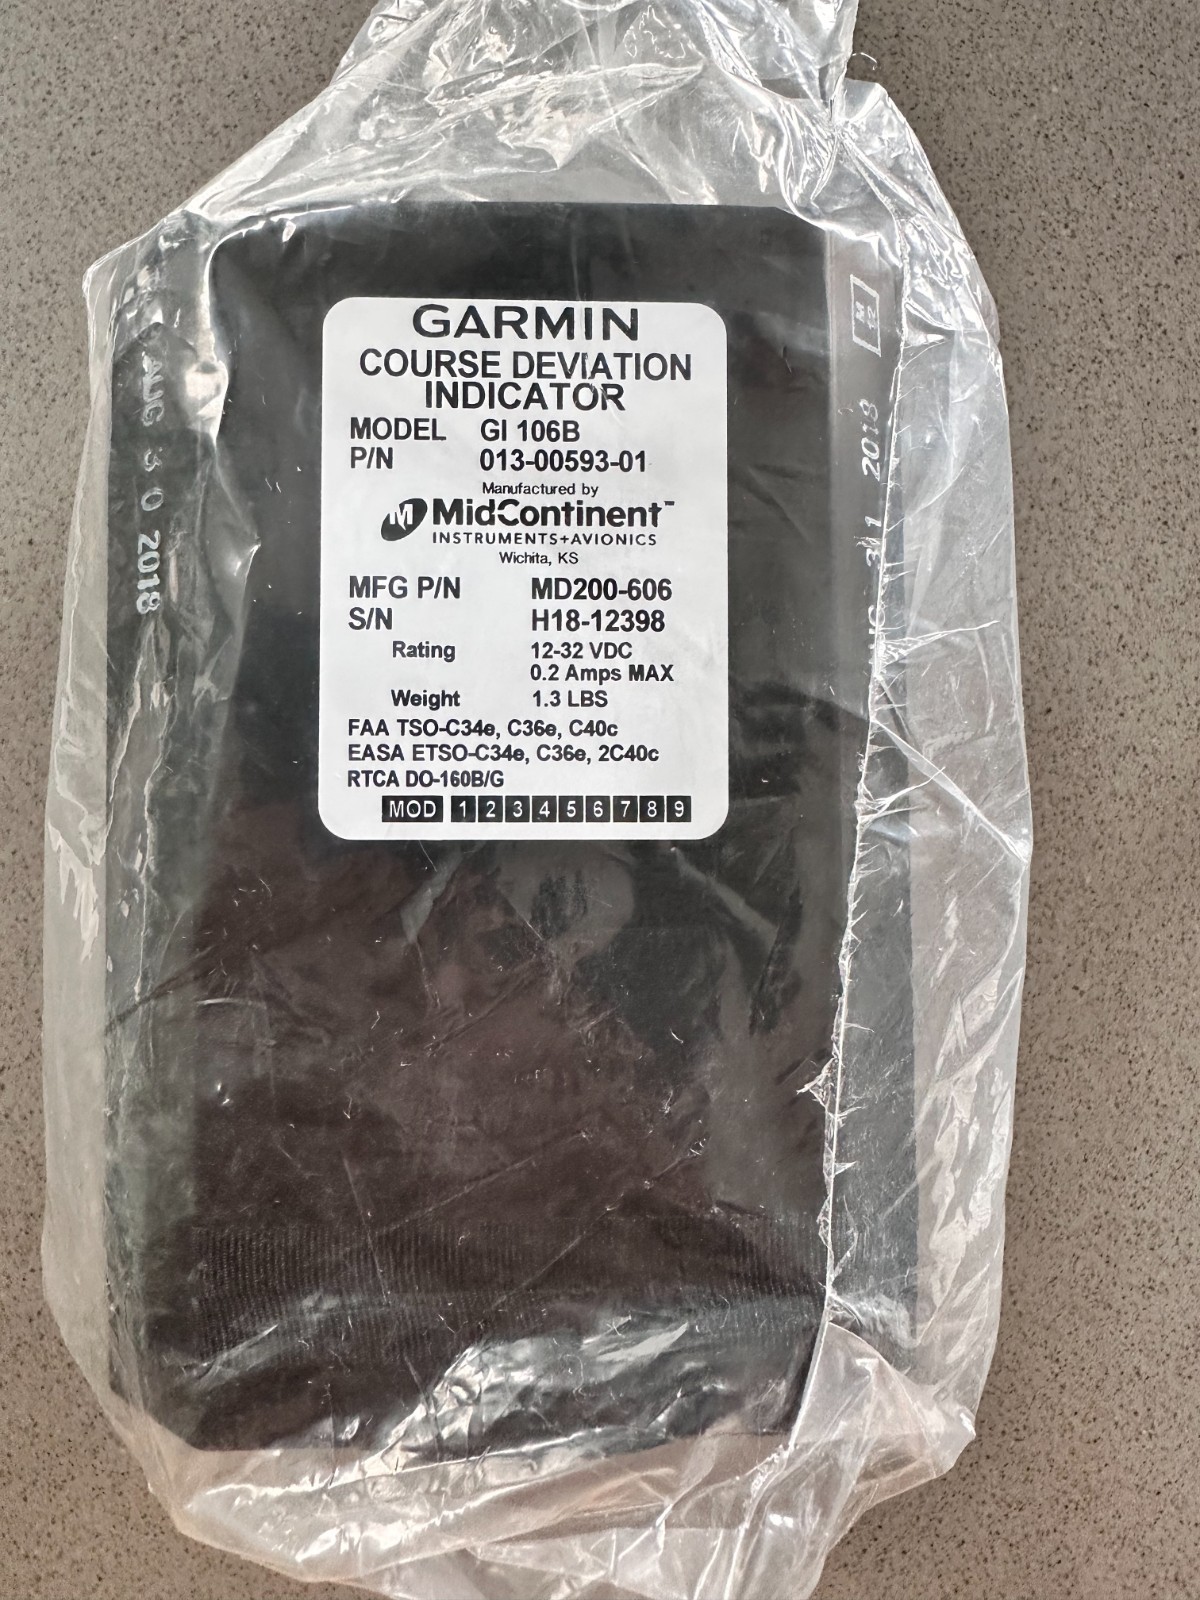 GARMIN
COURSE DEVIATION
INDICATOR
MODEL GI 106B
P/N 013-00593-01
Manufactured by
M MidContinent™
INSTRUMENTS+AVIONICS
Wichita, KS
MFG P/N MD200-606
S/N H18-12398
Rating 12-32 VDC
0.2 Amps MAX
Weight 1.3 LBS
FAA TSO-C34e, C36e, C40c
EASA ETSO-C34e, C36e, 2C40c
RTCA DO-160B/G
MOD 1 2 3 4 5 6 7 8 9
AUG 30 2018
M
12
2018